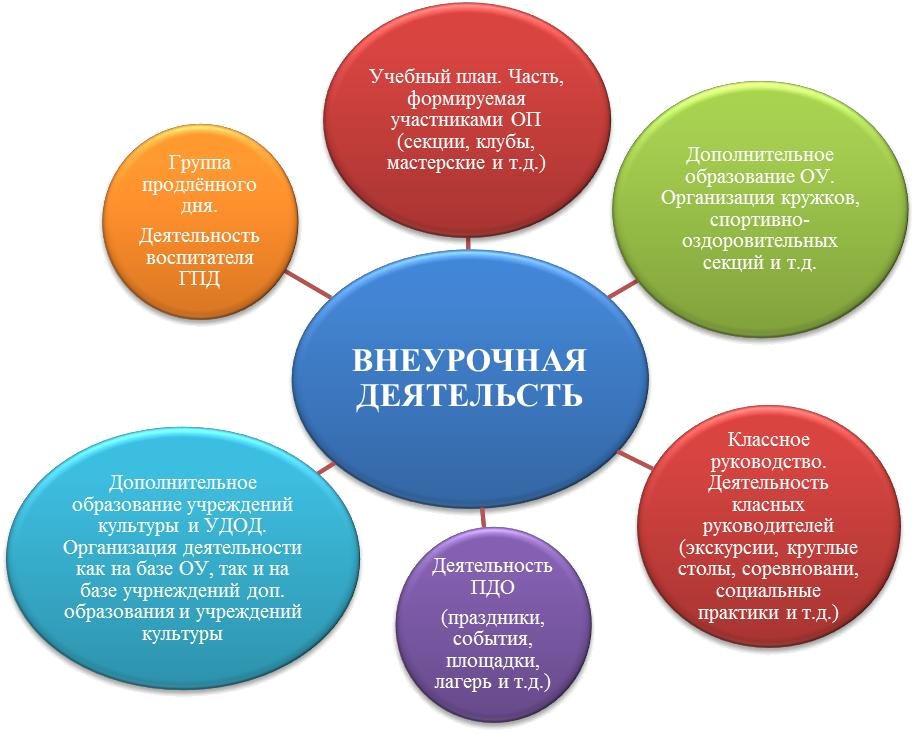 Учебный план. Часть,
формируемая
участниками ОП
(секции, клубы,
мастерские и т.д.)
Группа
продлённого
дня.
Деятельность
воспитателя
ГПД
Дополнительное
образование ОУ.
Организация кружков,
спортивно-
оздоровительных
секций и т.д.
ВНЕУРОЧНАЯ
ДЕЯТЕЛЬСТЬ
Классное
руководство.
Деятельность
класных
руководителей
(экскурсии, круглые
столы, соревновани,
социальные
практики и т.д.)
Дополнительное
образование учреждений
культуры и УДОД.
Организация деятельности
как на базе ОУ, так и на
базе учрнеждений доп.
образования и учреждений
культуры
Деятельность
ПДО
(праздники,
события,
площадки,
лагерь и т.д.)